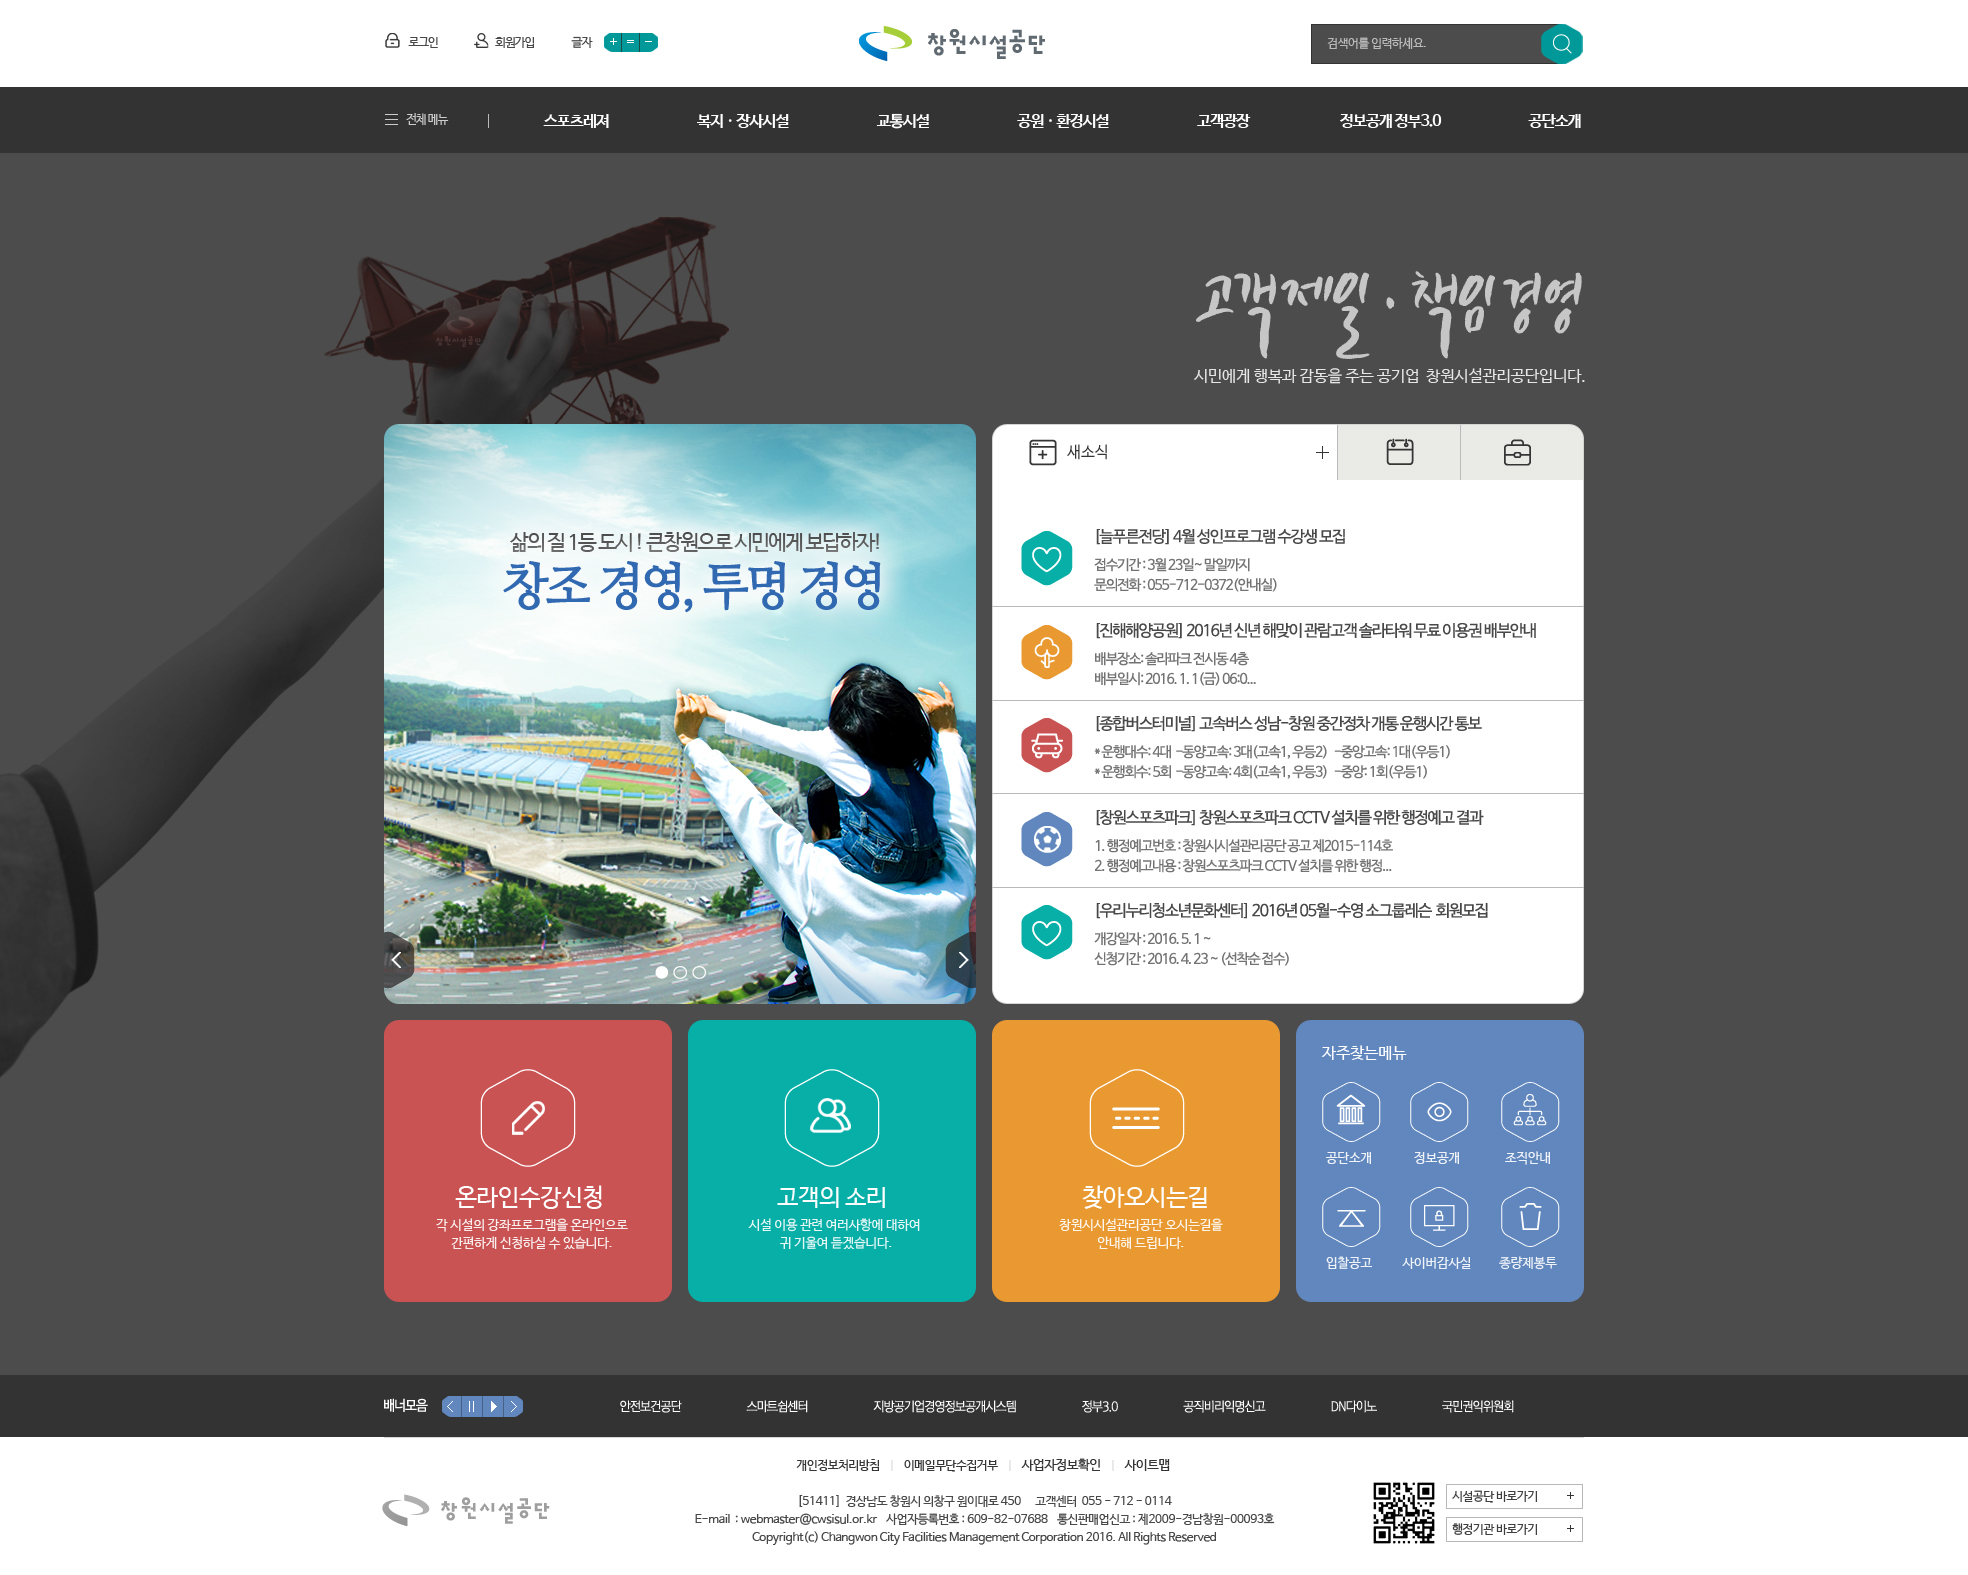 로그인 회원가입 글자
창원시설공단
검색어를 입력하세요.
전체메뉴 스포츠레져 복지·장사시설 교통시설 공원·환경시설 고객광장 정보공개 정부3.0 공단소개
창원시설공단
고객제일·책임경영
시민에게 행복과 감동을 주는 공기업 창원시설관리공단입니다.
삶의 질 1등 도시! 큰창원으로 시민에게 보답하자!
창조 경영, 투명 경영
새소식
[늘푸른전당] 4월 성인프로그램 수강생 모집
접수기간 : 3월 23일~ 말일까지
문의전화 : 055-712-0372(안내실)
[진해해양공원] 2016년 신년 해맞이 관람고객 솔라타워 무료 이용권 배부안내
배부장소: 솔라파크 전시동 4층
배부일시: 2016. 1. 1(금) 06:0...
[종합버스터미널] 고속버스 성남-창원 중간정차 개통 운행시간 통보
* 운행대수: 4대 -동양고속: 3대(고속1, 우등2) -중앙고속: 1대(우등1)
* 운행회수: 5회 -동양고속: 4회(고속1, 우등3) -중앙: 1회(우등1)
[창원스포츠파크] 창원스포츠파크 CCTV 설치를 위한 행정예고 결과
1. 행정예고번호 : 창원시시설관리공단 공고 제2015-114호
2. 행정예고내용 : 창원스포츠파크 CCTV 설치를 위한 행정...
[우리누리청소년문화센터] 2016년 05월-수영 소그룹레슨 회원모집
개강일자 : 2016. 5. 1 ~
신청기간 : 2016. 4. 23 ~ (선착순 접수)
온라인수강신청
각 시설의 강좌프로그램을 온라인으로
간편하게 신청하실 수 있습니다.
고객의 소리
시설 이용 관련 여러사항에 대하여
귀 기울여 듣겠습니다.
찾아오시는길
창원시시설관리공단 오시는길을
안내해 드립니다.
자주찾는메뉴
공단소개 정보공개 조직안내
입찰공고 사이버감사실 종량제봉투
배너모음 안전보건공단 스마트쉼센터 지방공기업경영정보공개시스템 정부3.0 공직비리익명신고 DN다이노 국민권익위원회
개인정보처리방침 이메일무단수집거부 사업자정보확인 사이트맵
창원시설공단
[51411] 경상남도 창원시 의창구 원이대로 450 고객센터 055 - 712 - 0114
E-mail : webmaster@cwsisul.or.kr 사업자등록번호 : 609-82-07688 통신판매업신고 : 제2009-경남창원-00093호
Copyright(c) Changwon City Facilities Management Corporation 2016. All Rights Reserved
시설공단 바로가기 +
행정기관 바로가기 +